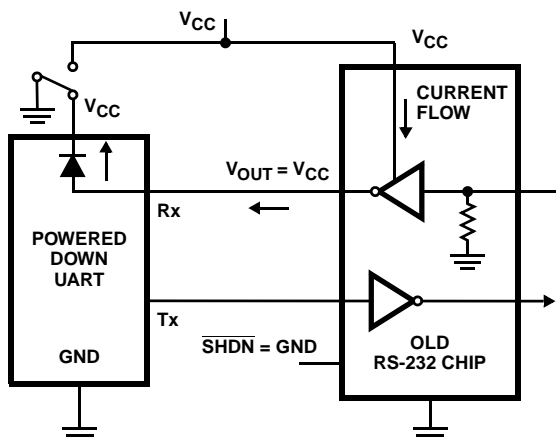 VCC
VCC
CURRENT
FLOW
VCC
VOUT = VCC
Rx
POWERED
DOWN
UART
Tx
GND
SHDN = GND
OLD
RS-232 CHIP